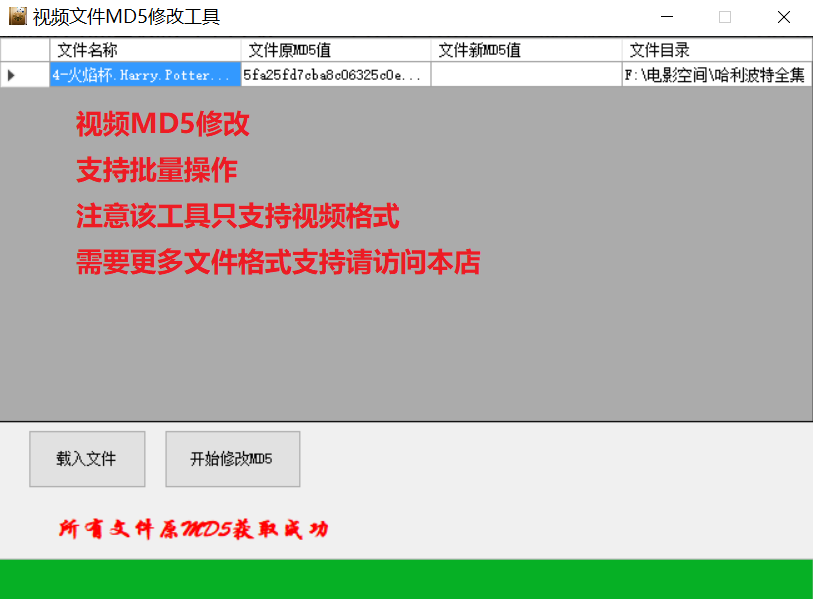 视频文件MD5修改工具
文件名称 文件原MD5值 文件新MD5值 文件目录
4-火焰杯.Harry.Potter... 5fa25fd7cba8c06325c0e... F:\电影空间\哈利波特全集
视频MD5修改
支持批量操作
注意该工具只支持视频格式
需要更多文件格式支持请访问本店
载入文件 开始修改MD5
所有文件原MD5获取成功